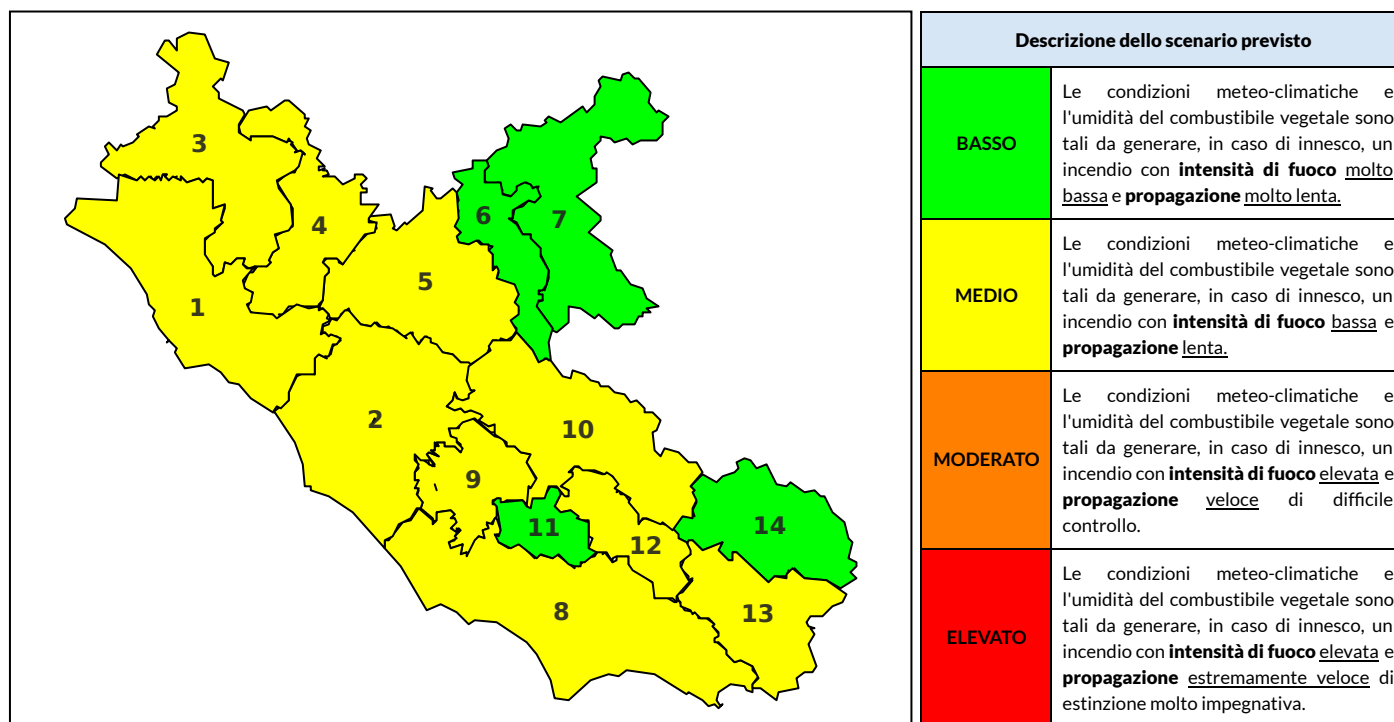 3
4
6
7
5
1
2
10
9
11
14
12
8
13
Descrizione dello scenario previsto
BASSO
Le condizioni meteo-climatiche e
l'umidità del combustibile vegetale sono
tali da generare, in caso di innesco, un
incendio con intensità di fuoco molto
bassa e propagazione molto lenta.
MEDIO
Le condizioni meteo-climatiche e
l'umidità del combustibile vegetale sono
tali da generare, in caso di innesco, un
incendio con intensità di fuoco bassa e
propagazione lenta.
MODERATO
Le condizioni meteo-climatiche e
l'umidità del combustibile vegetale sono
tali da generare, in caso di innesco, un
incendio con intensità di fuoco elevata e
propagazione veloce di difficile
controllo.
ELEVATO
Le condizioni meteo-climatiche e
l'umidità del combustibile vegetale sono
tali da generare, in caso di innesco, un
incendio con intensità di fuoco elevata e
propagazione estremamente veloce di
estinzione molto impegnativa.